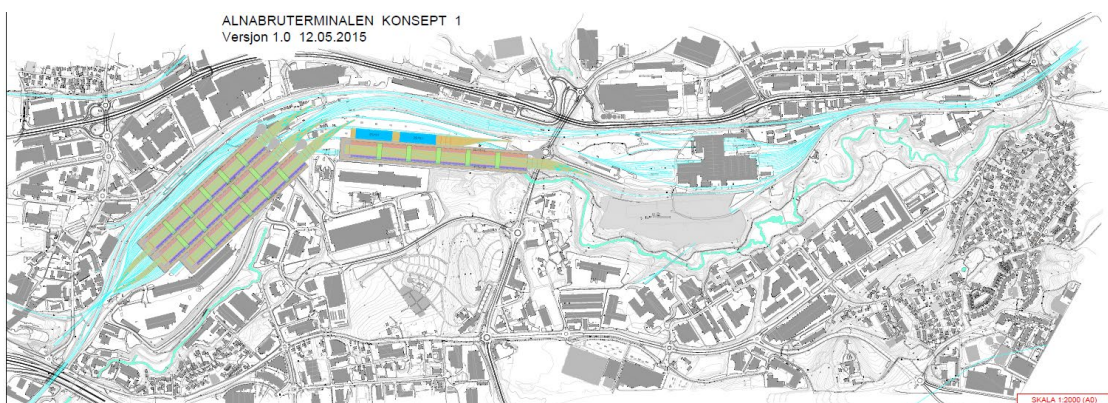 ALNABRUTERMINALEN KONSEPT 1
Versjon 1.0 12.05.2015
SKALA 1:2000 (A0)